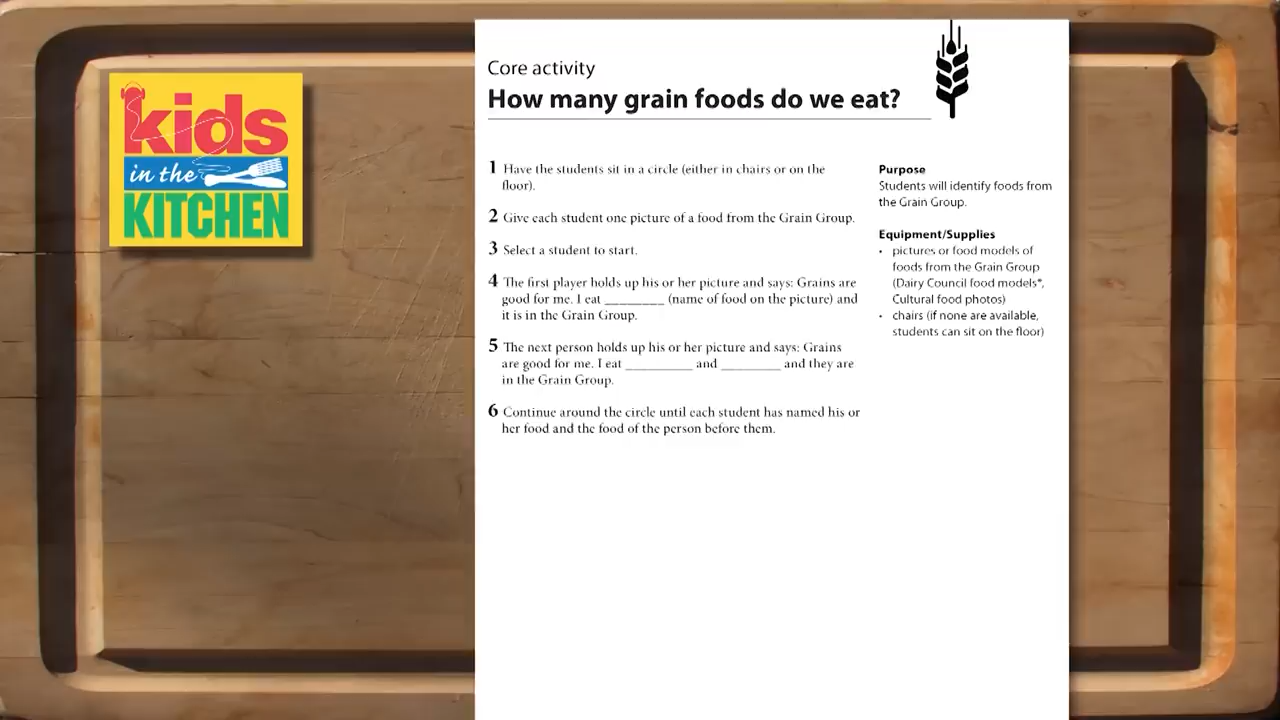 kids
in the
KITCHEN
Core activity
How many grain foods do we eat?
1 Have the students sit in a circle (either in chairs or on the
floor).
2 Give each student one picture of a food from the Grain Group.
3 Select a student to start.
4 The first player holds up his or her picture and says: Grains are
good for me. I eat ________ (name of food on the picture) and
it is in the Grain Group.
5 The next person holds up his or her picture and says: Grains
are good for me. I eat _________ and ________ and they are
in the Grain Group.
6 Continue around the circle until each student has named his or
her food and the food of the person before them.
Purpose
Students will identify foods from
the Grain Group.
Equipment/Supplies
• pictures or food models of
foods from the Grain Group
(Dairy Council food models*,
Cultural food photos)
• chairs (if none are available,
students can sit on the floor)